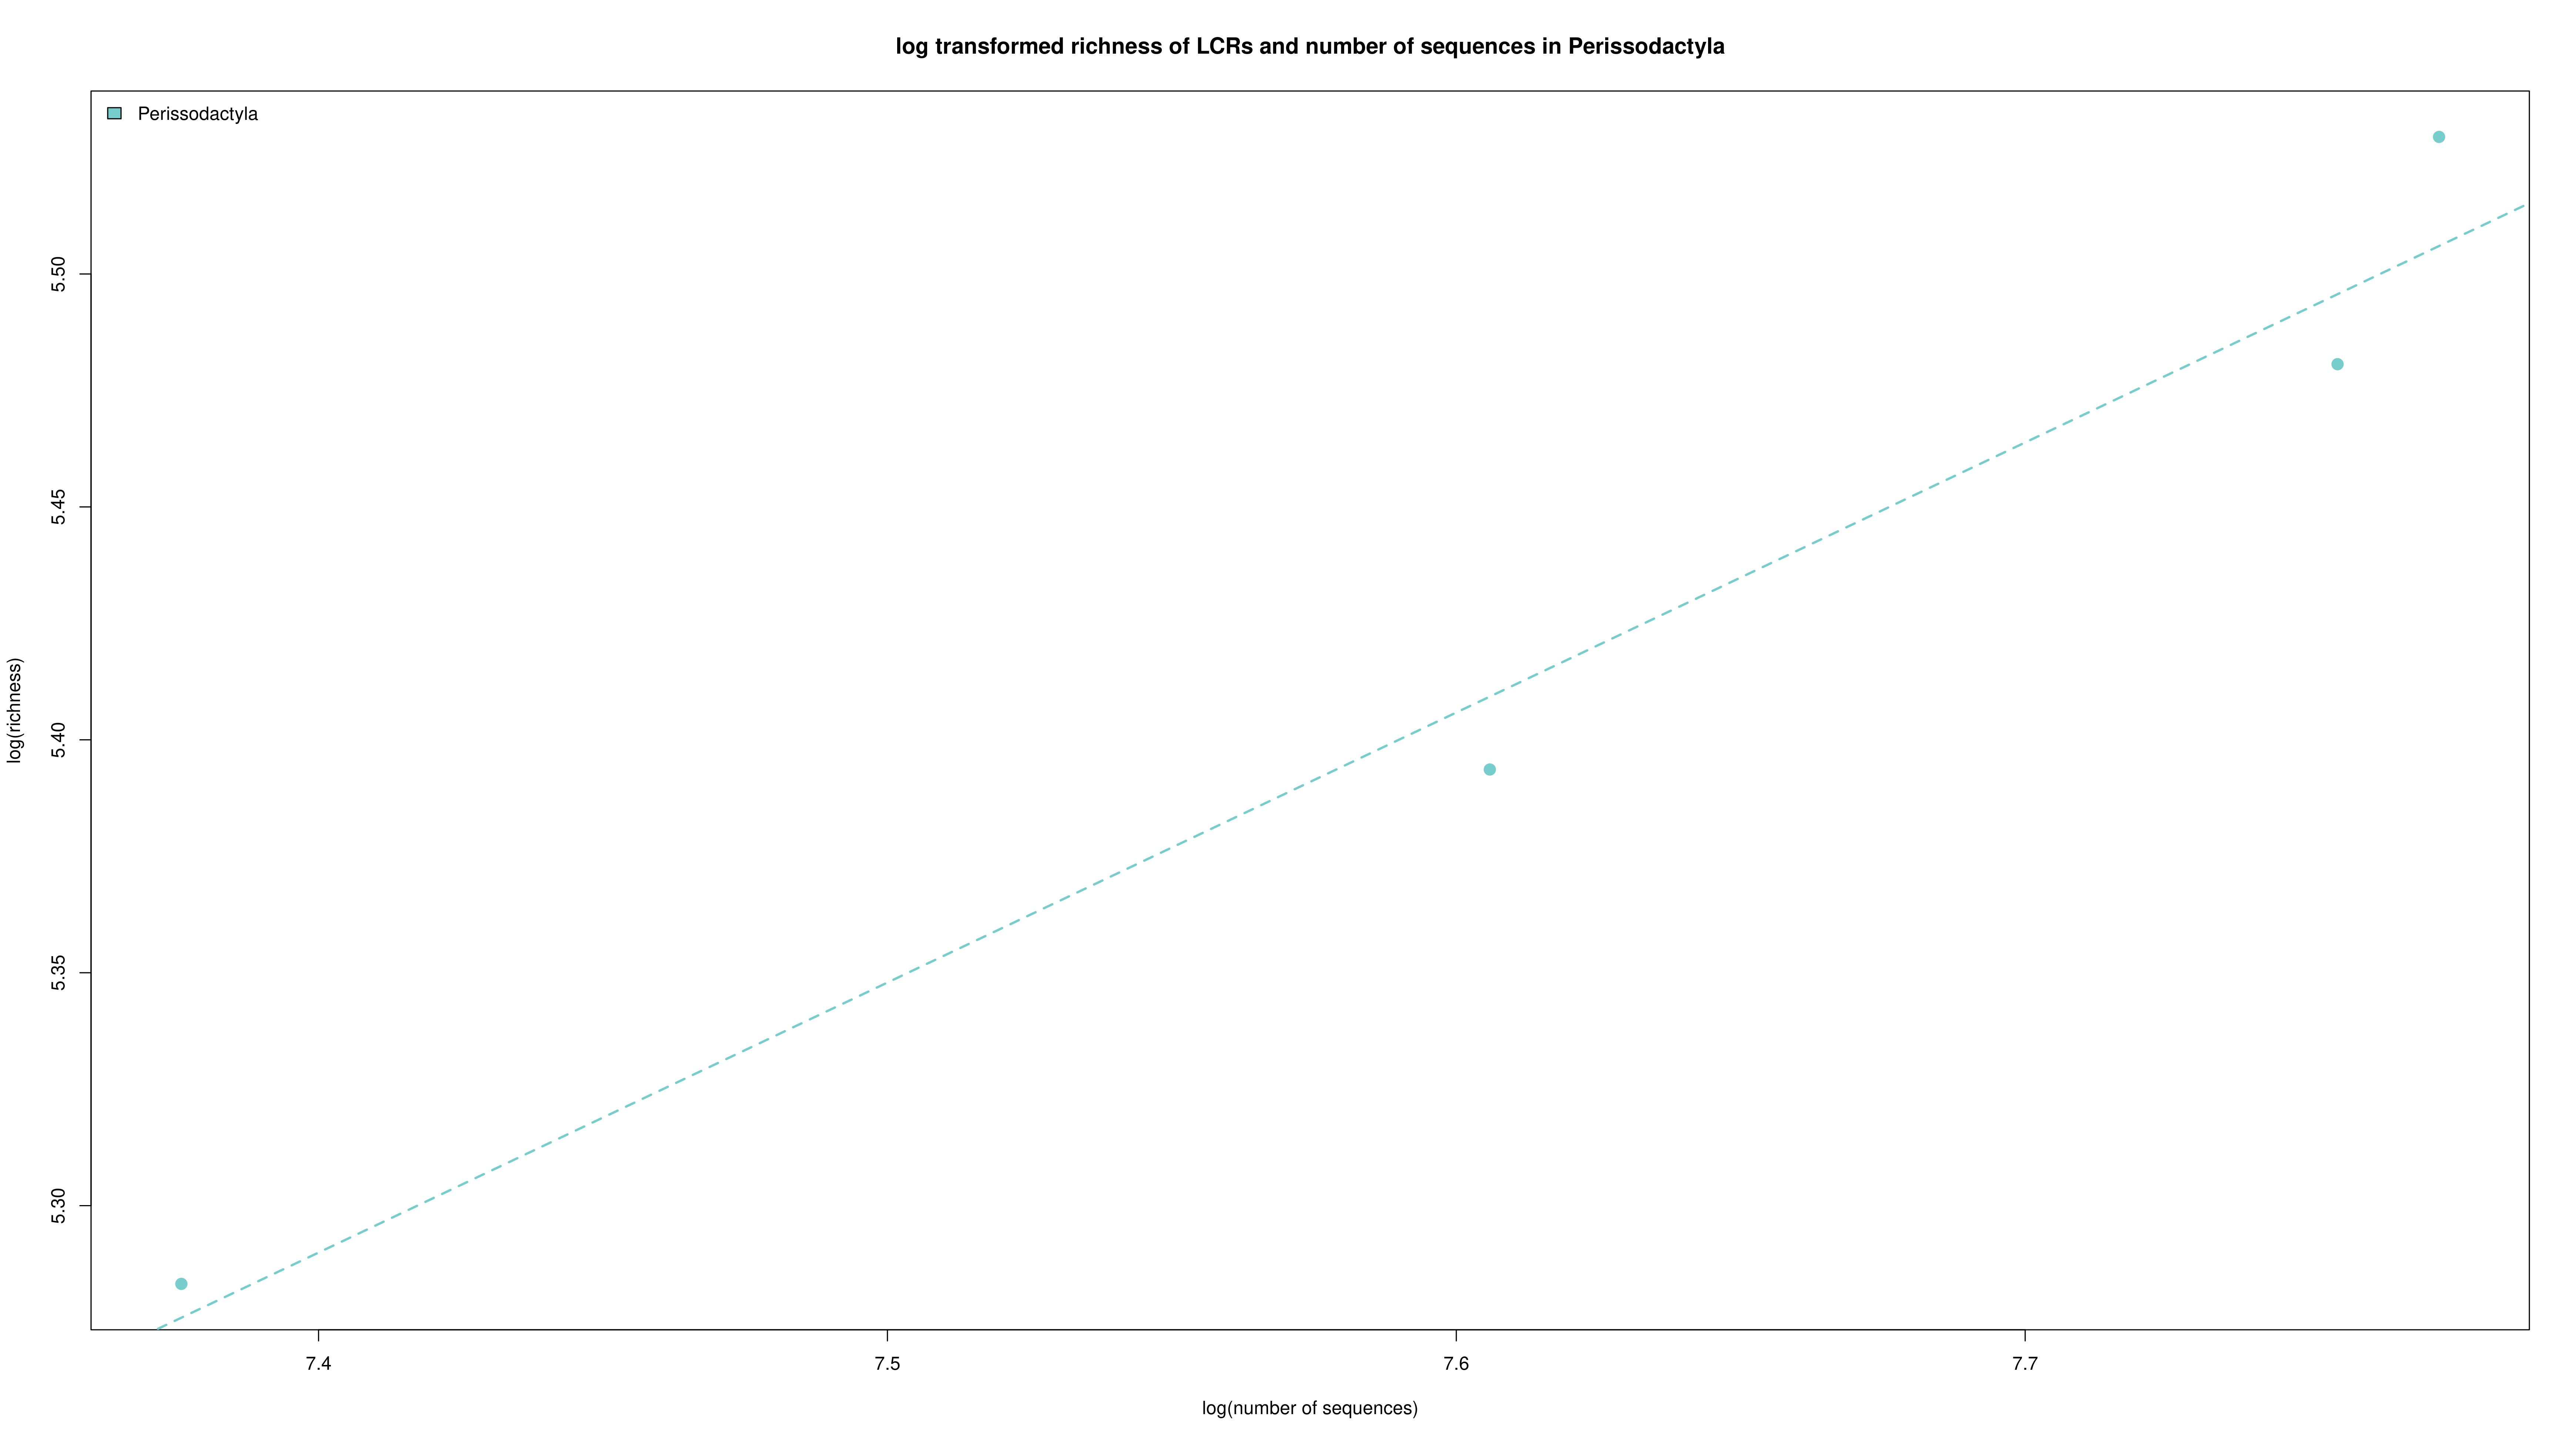 log transformed richness of LCRs and number of sequences in Perissodactyla
Perissodactyla
5.50
5.45
5.40
5.35
5.30
log(richness)
7.4 7.5 7.6 7.7
log(number of sequences)